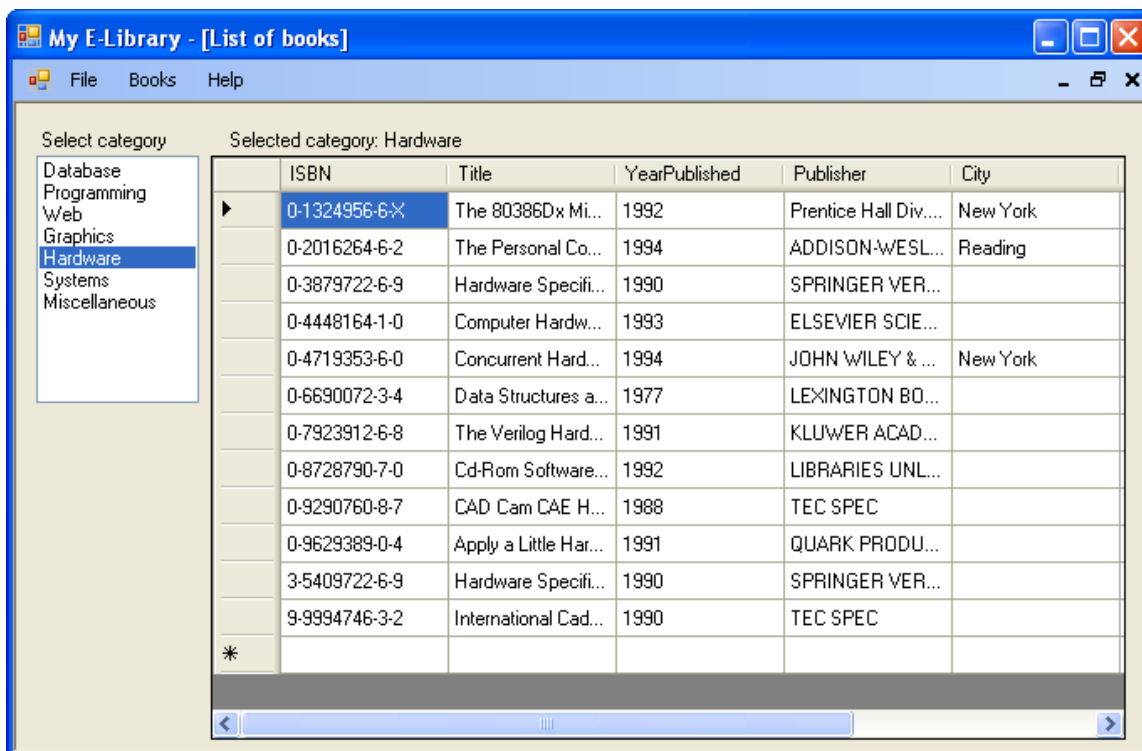 My E-Library - [List of books]
File Books Help
Select category
Selected category: Hardware
Database
Programming
Web
Graphics
Hardware
Systems
Miscellaneous
ISBN Title YearPublished Publisher City
0-1324956-6-X The 80386Dx Mi... 1992 Prentice Hall Div.... New York
0-2016264-6-2 The Personal Co... 1994 ADDISON-WESL... Reading
0-3879722-6-9 Hardware Specifi... 1990 SPRINGER VER...
0-4448164-1-0 Computer Hardw... 1993 ELSEVIER SCIE...
0-4719353-6-0 Concurrent Hard... 1994 JOHN WILEY & ... New York
0-6690072-3-4 Data Structures a... 1977 LEXINGTON BO...
0-7923912-6-8 The Verilog Hard... 1991 KLUWER ACAD...
0-8728790-7-0 Cd-Rom Software... 1992 LIBRARIES UNL...
0-9290760-8-7 CAD Cam CAE H... 1988 TEC SPEC
0-9629389-0-4 Apply a Little Har... 1991 QUARK PRODU...
3-5409722-6-9 Hardware Specifi... 1990 SPRINGER VER...
9-9994746-3-2 International Cad... 1990 TEC SPEC